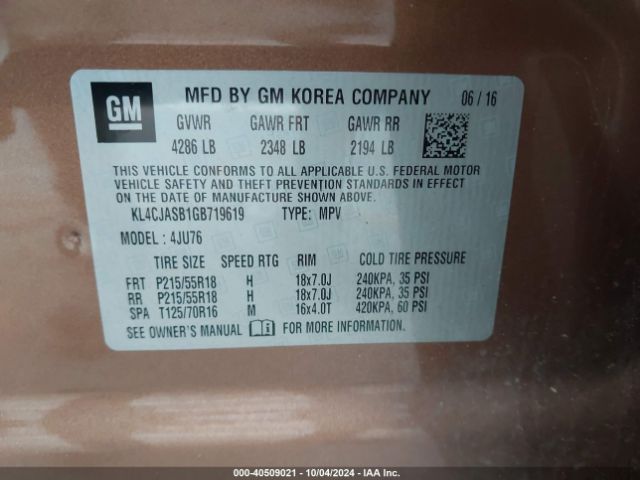 GM
MFD BY GM KOREA COMPANY 06 / 16
GVWR GAWR FRT GAWR RR
4286 LB 2348 LB 2194 LB
THIS VEHICLE CONFORMS TO ALL APPLICABLE U.S. FEDERAL MOTOR
VEHICLE SAFETY AND THEFT PREVENTION STANDARDS IN EFFECT
ON THE DATE OF MANUFACTURE SHOWN ABOVE.
KL4CJASB1GB719619 TYPE: MPV
MODEL : 4JU76
TIRE SIZE SPEED RTG RIM COLD TIRE PRESSURE
FRT P215/55R18 H 18x7.0J 240KPA, 35 PSI
RR P215/55R18 H 18x7.0J 240KPA, 35 PSI
SPA T125/70R16 M 16x4.0T 420KPA, 60 PSI
SEE OWNER'S MANUAL FOR MORE INFORMATION.
000-40509021 - 10/04/2024 - IAA Inc.